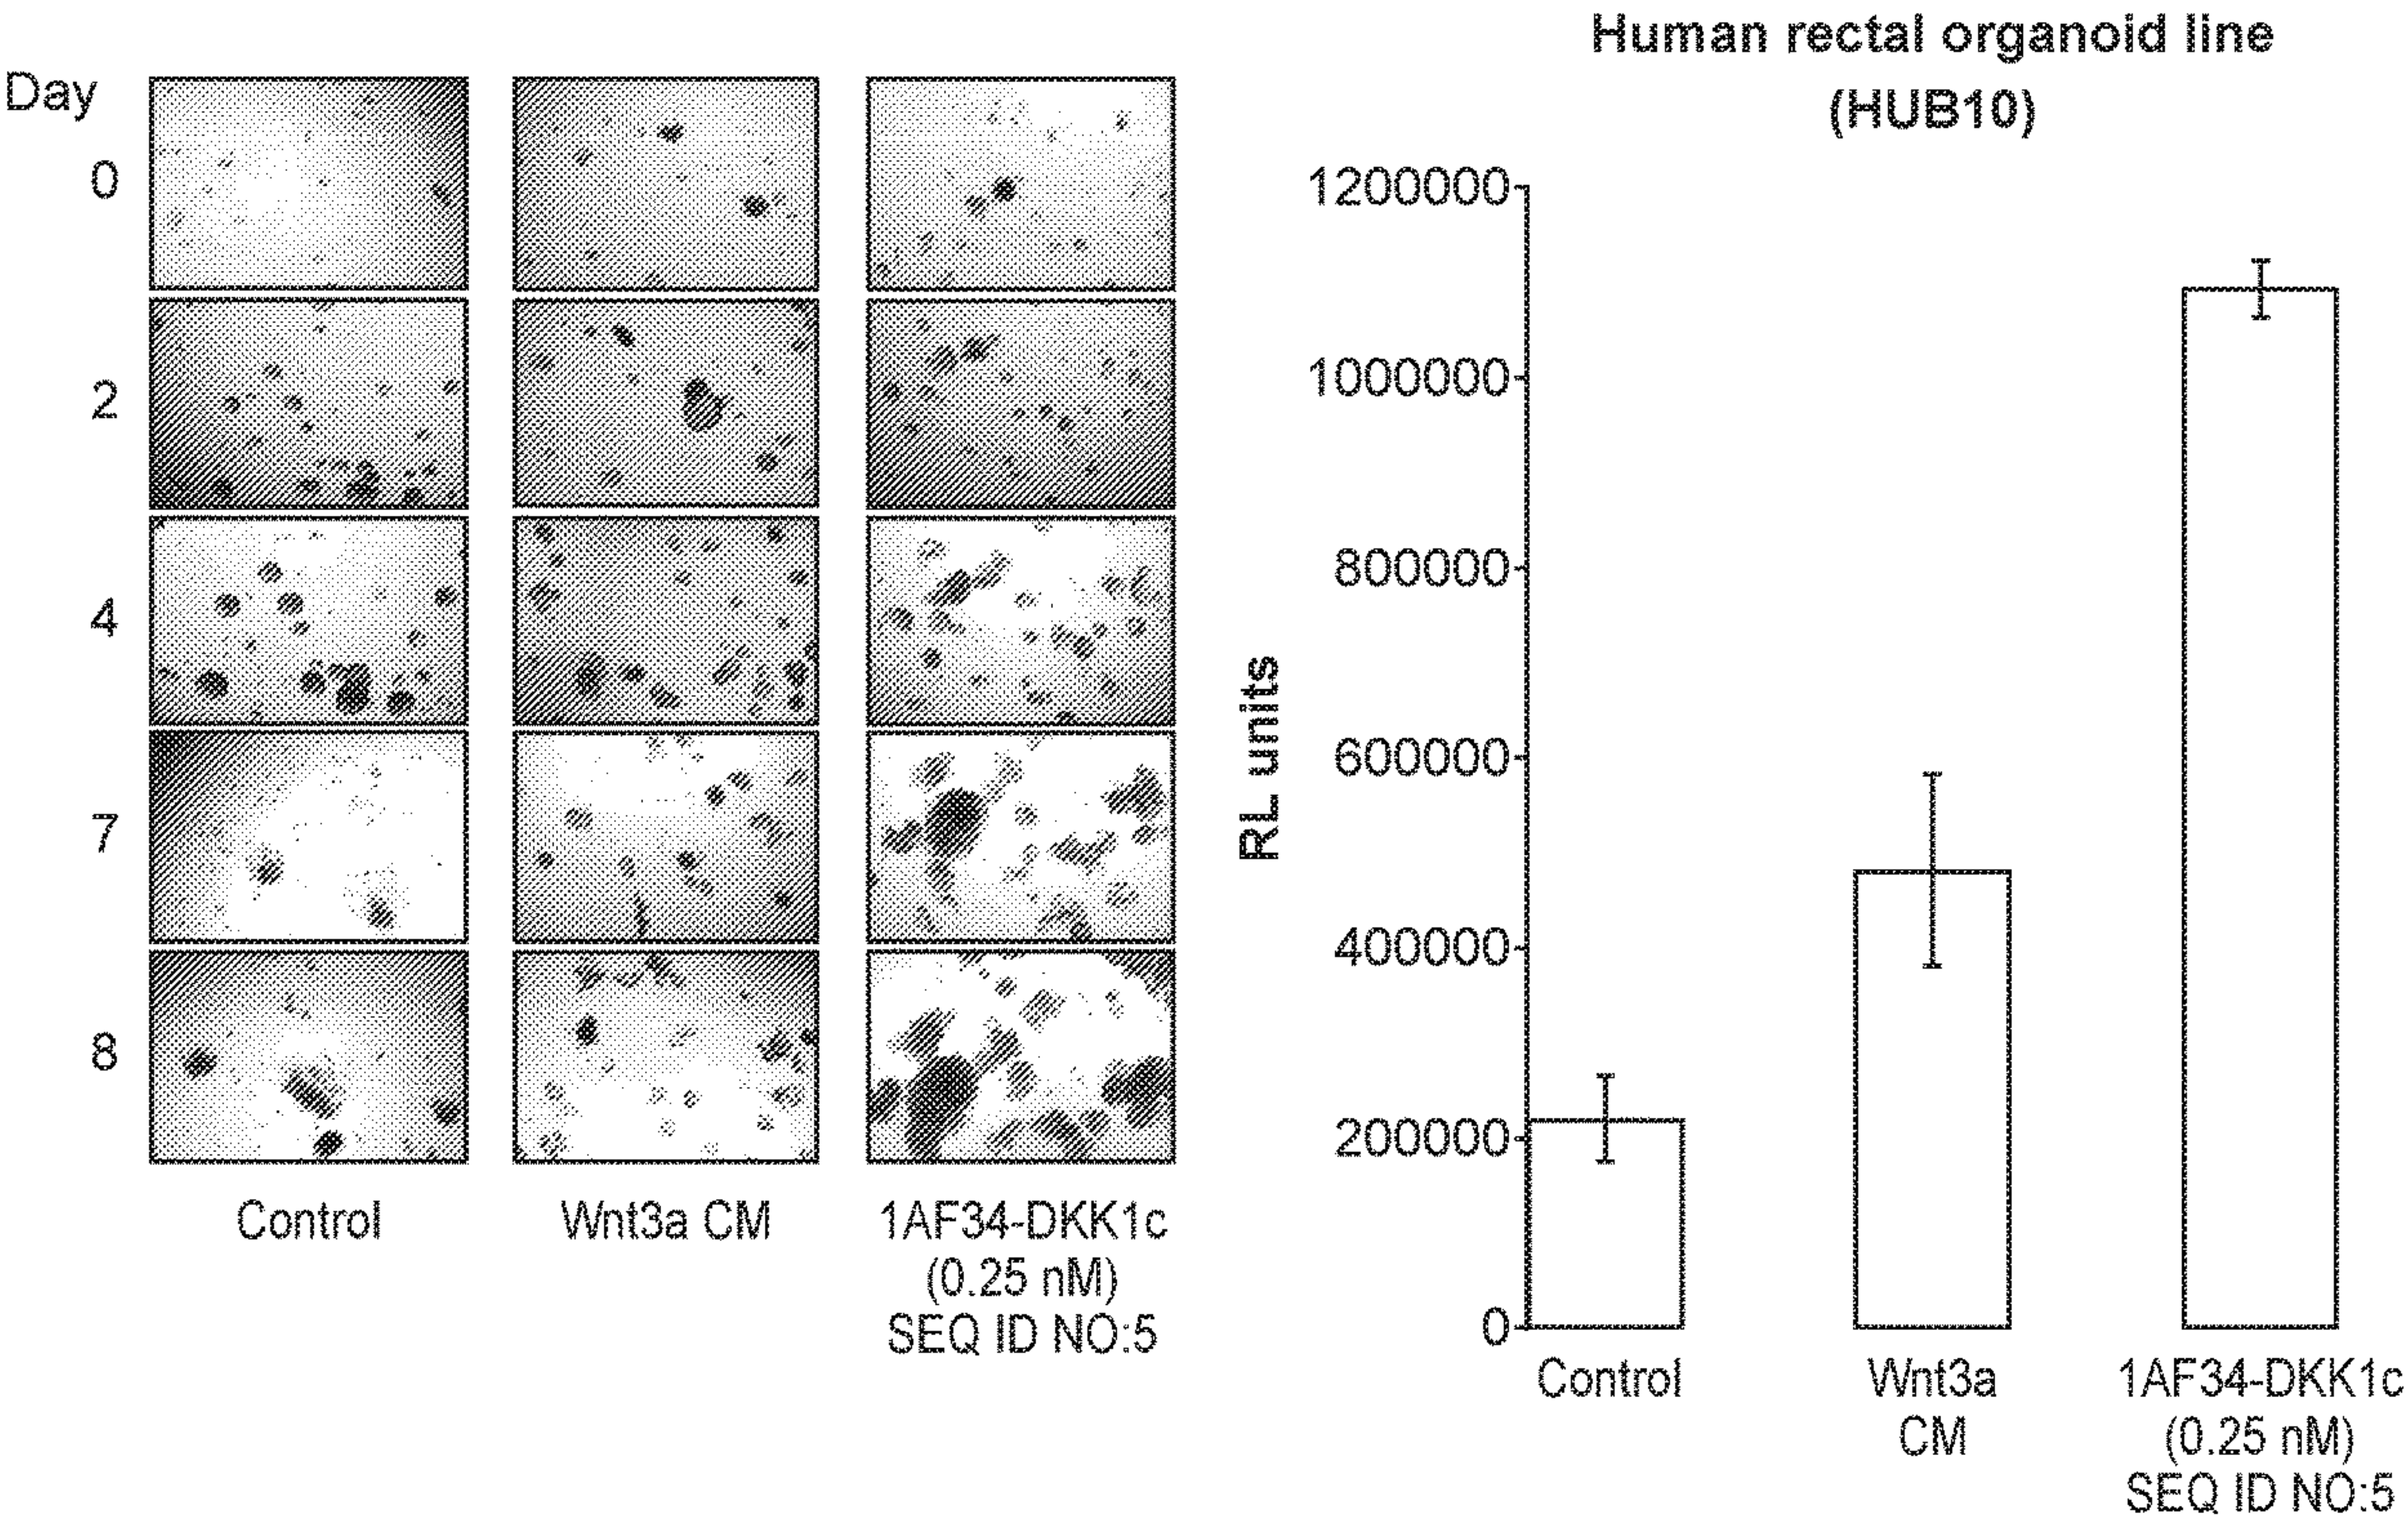 Day
0
2
4
7
8
Control
Wnt3a CM
1AF34-DKK1c
(0.25 nM)
SEQ ID NO:5
Human rectal organoid line
(HUB10)
RL units
1200000
1000000
800000
600000
400000
200000
0
Control
Wnt3a
CM
1AF34-DKK1c
(0.25 nM)
SEQ ID NO:5